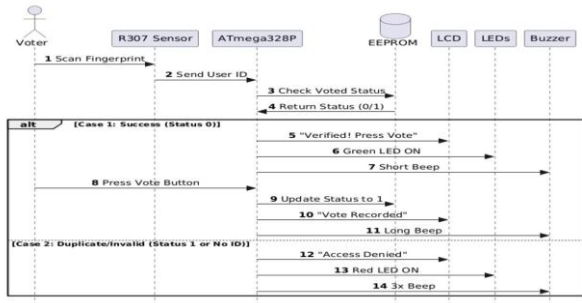 Voter
R307 Sensor
ATmega328P
EEPROM
LCD
LEDs
Buzzer
1 Scan Fingerprint
2 Send User ID
3 Check Voted Status
4 Return Status (0/1)
alt [Case 1: Success (Status 0)]
5 "Verified! Press Vote"
6 Green LED ON
7 Short Beep
8 Press Vote Button
9 Update Status to 1
10 "Vote Recorded"
11 Long Beep
[Case 2: Duplicate/Invalid (Status 1 or No ID)]
12 "Access Denied"
13 Red LED ON
14 3x Beep